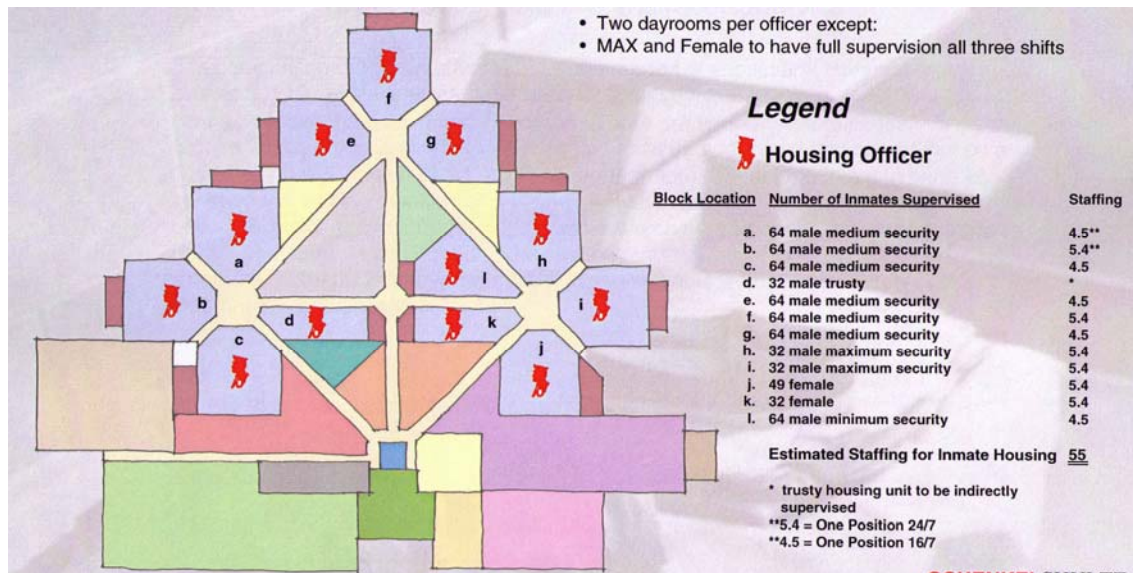 • Two dayrooms per officer except:
• MAX and Female to have full supervision all three shifts
Legend
Housing Officer
Block Location Number of Inmates Supervised Staffing
a. 64 male medium security 4.5**
b. 64 male medium security 5.4**
c. 64 male medium security 4.5
d. 32 male trusty *
e. 64 male medium security 4.5
f. 64 male medium security 5.4
g. 64 male medium security 4.5
h. 32 male maximum security 5.4
i. 32 male maximum security 5.4
j. 49 female 5.4
k. 32 female 5.4
l. 64 male minimum security 4.5
Estimated Staffing for Inmate Housing 55
* trusty housing unit to be indirectly
supervised
**5.4 = One Position 24/7
**4.5 = One Position 16/7
f
e
g
a
h
l
b
i
d
k
c
j